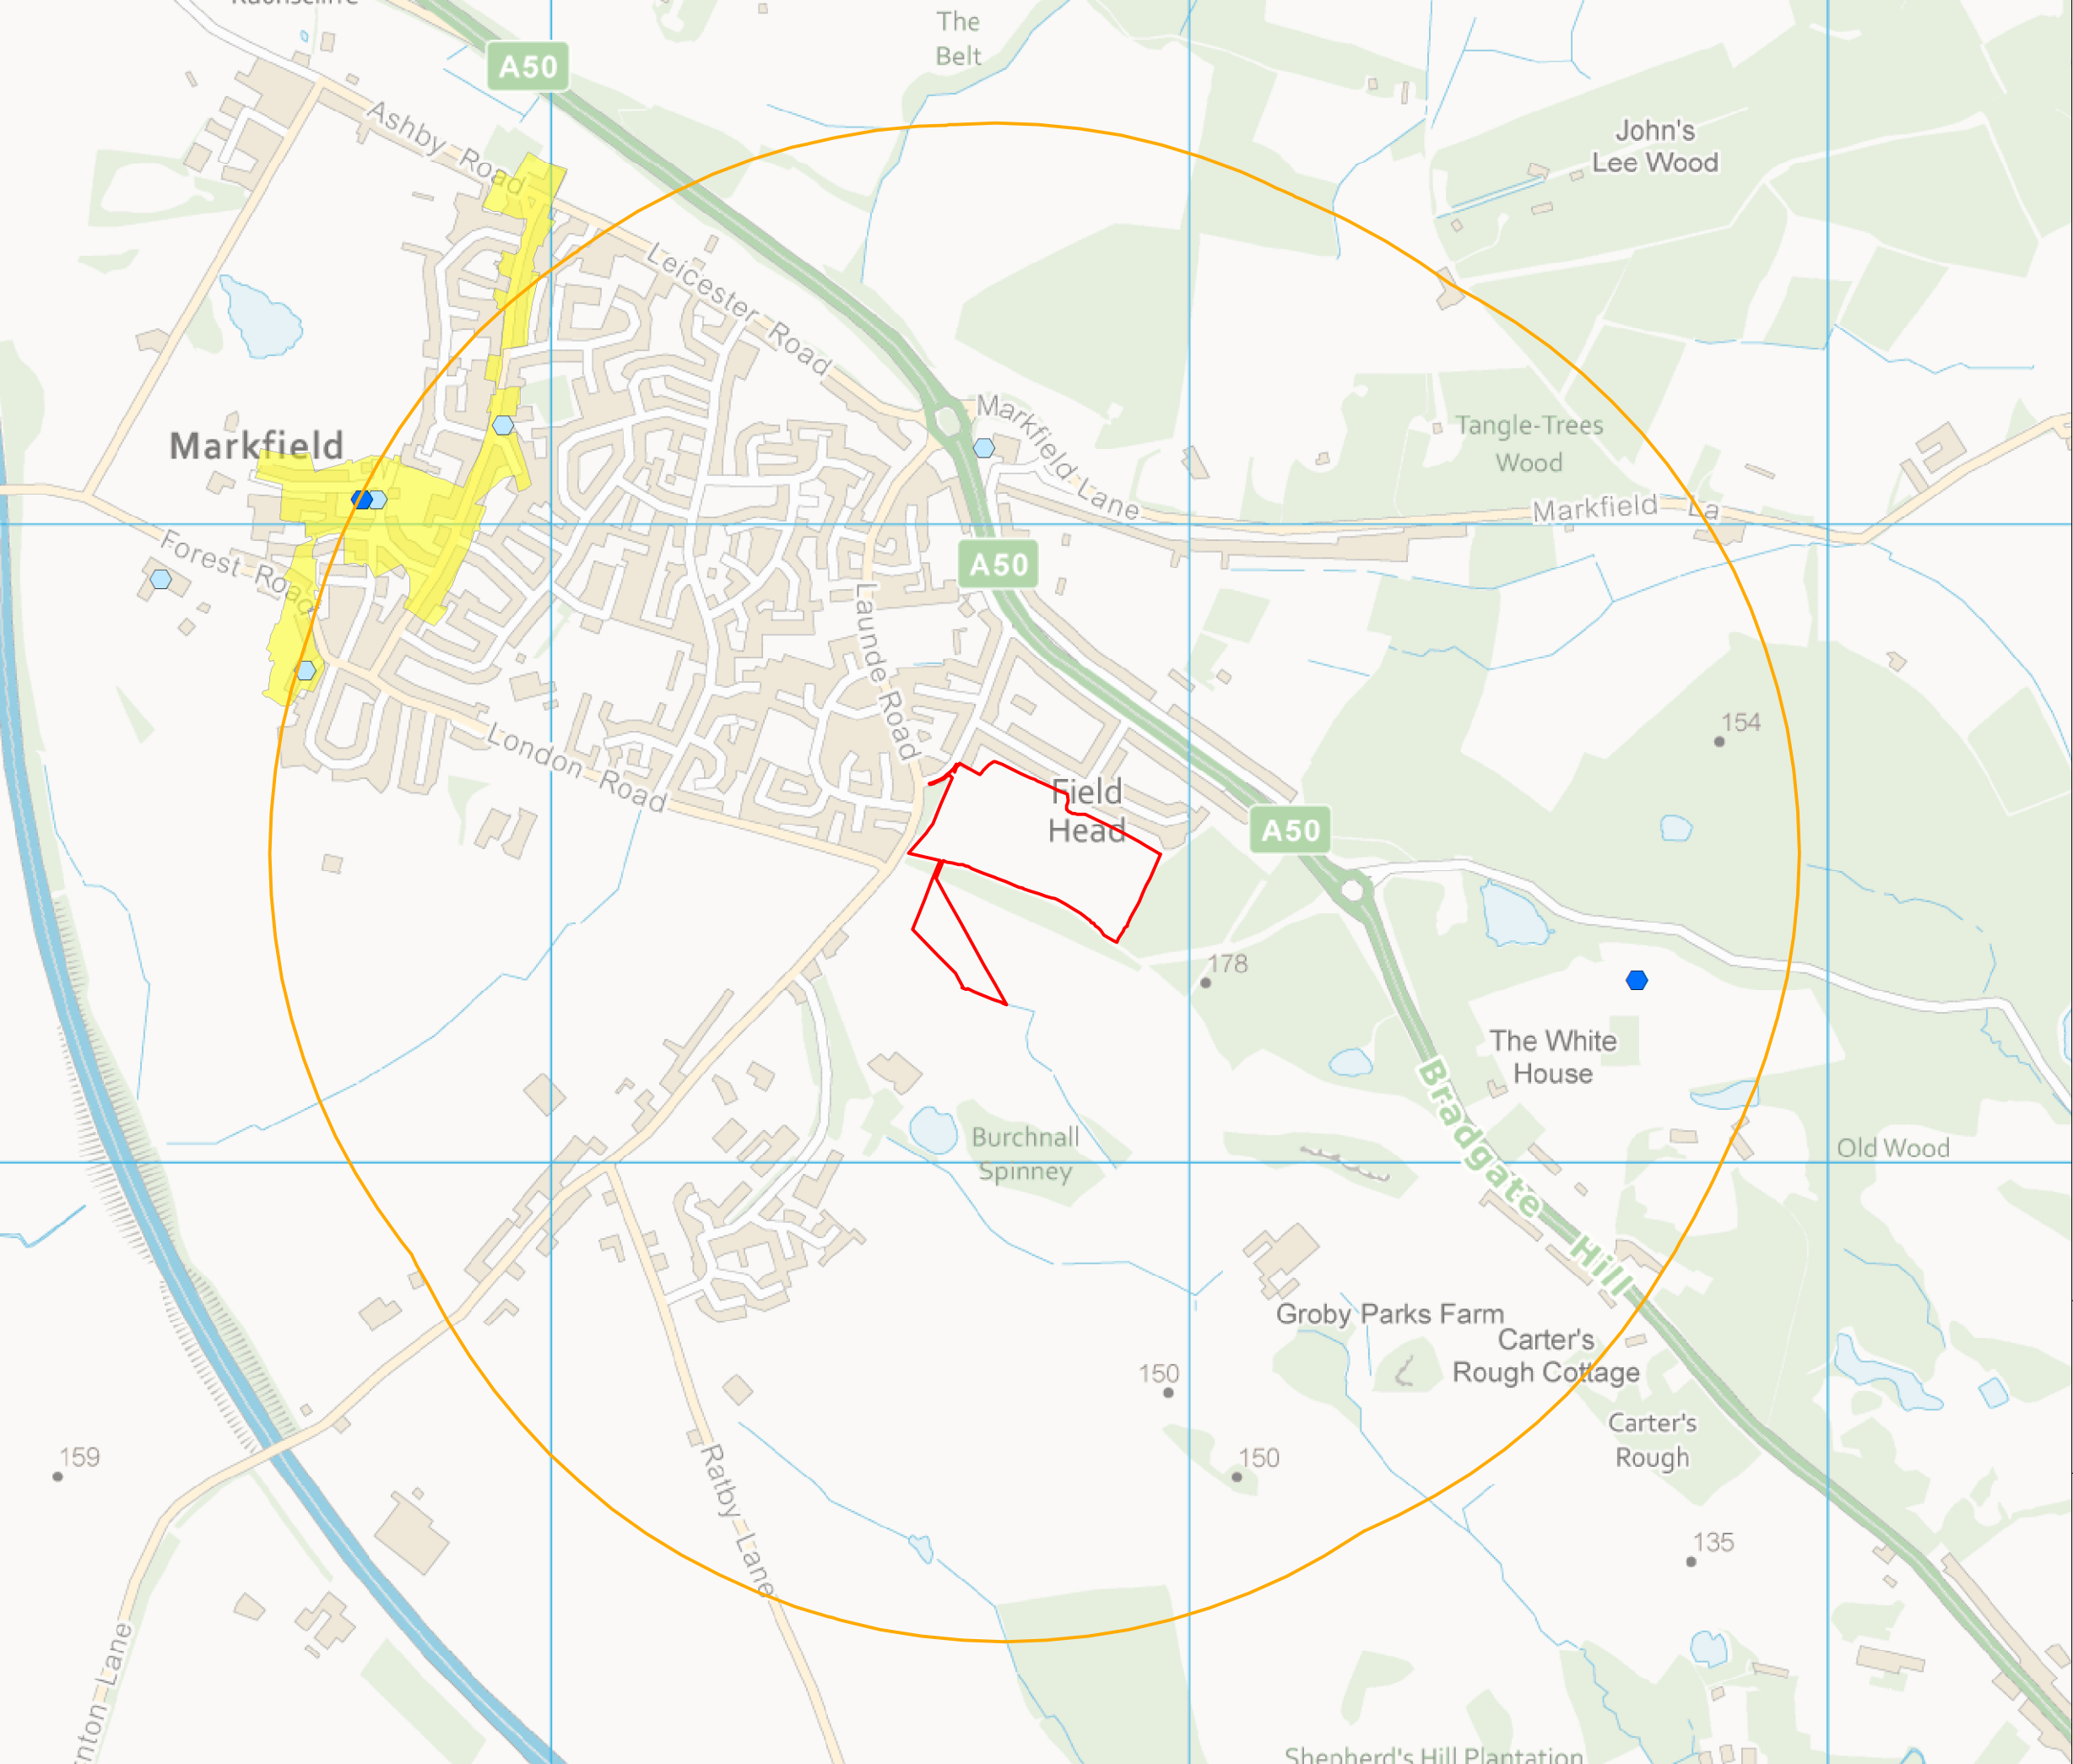 The
Belt
A50
John's
Lee Wood
Ashby Road
Leicester Road
Markfield Lane
Tangle-Trees
Wood
Markfield
Markfield La
Forest Road
A50
Launde Road
154
London Road
Field
Head
A50
178
The White
House
Bradgate Hill
Burchnall
Spinney
Old Wood
Groby Parks Farm
Carter's
Rough Cottage
150
Carter's
Rough
159
150
Ratby Lane
135
nton Lane
Shepherd's Hill Plantation